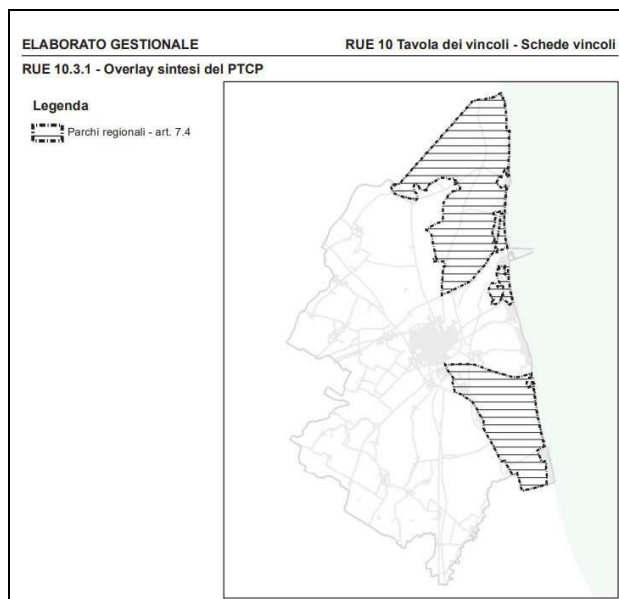 ELABORATO GESTIONALE RUE 10 Tavola dei vincoli - Schede vincoli
RUE 10.3.1 - Overlay sintesi del PTCP
Legenda
Parchi regionali - art. 7.4